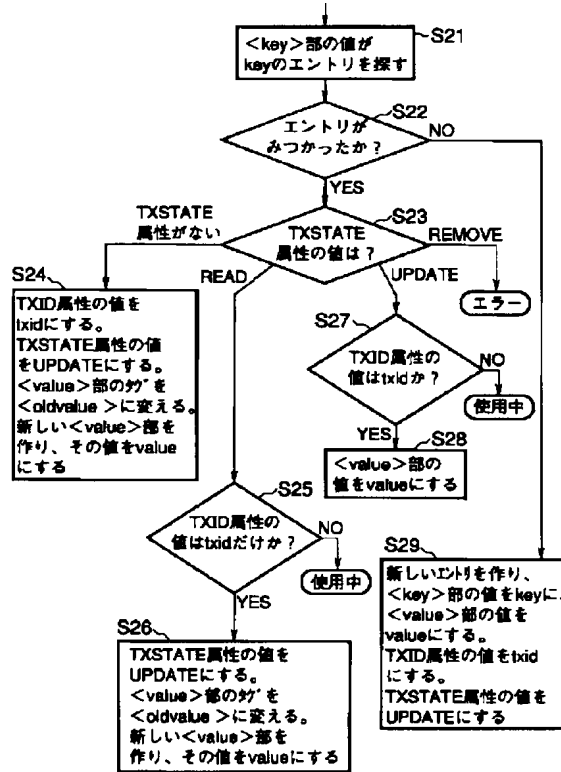 S21
<key>部の値が
keyのエントリを探す
S22
エントリが
みつかったか？
NO
YES
S23
TXSTATE
属性の値は？
TXSTATE
属性がない
READ
UPDATE
REMOVE
エラー
S24
TXID属性の値を
txidにする。
TXSTATE属性の値
をUPDATEにする。
<value>部のﾀｸﾞを
<oldvalue >に変える。
新しい<value>部を
作り、その値をvalue
にする
S27
TXID属性の
値はtxidか？
NO
使用中
YES
S28
<value>部の
値をvalueにする
S25
TXID属性の
値はtxidだけか？
NO
使用中
YES
S26
TXSTATE属性の値を
UPDATEにする。
<value>部のﾀｸﾞを
<oldvalue >に変える。
新しい<value>部を
作り、その値をvalueにする
S29
新しいｴﾝﾄﾘを作り、
<key>部の値をkeyに、
<value>部の値を
valueにする。
TXID属性の値をtxid
にする。
TXSTATE属性の値を
UPDATEにする